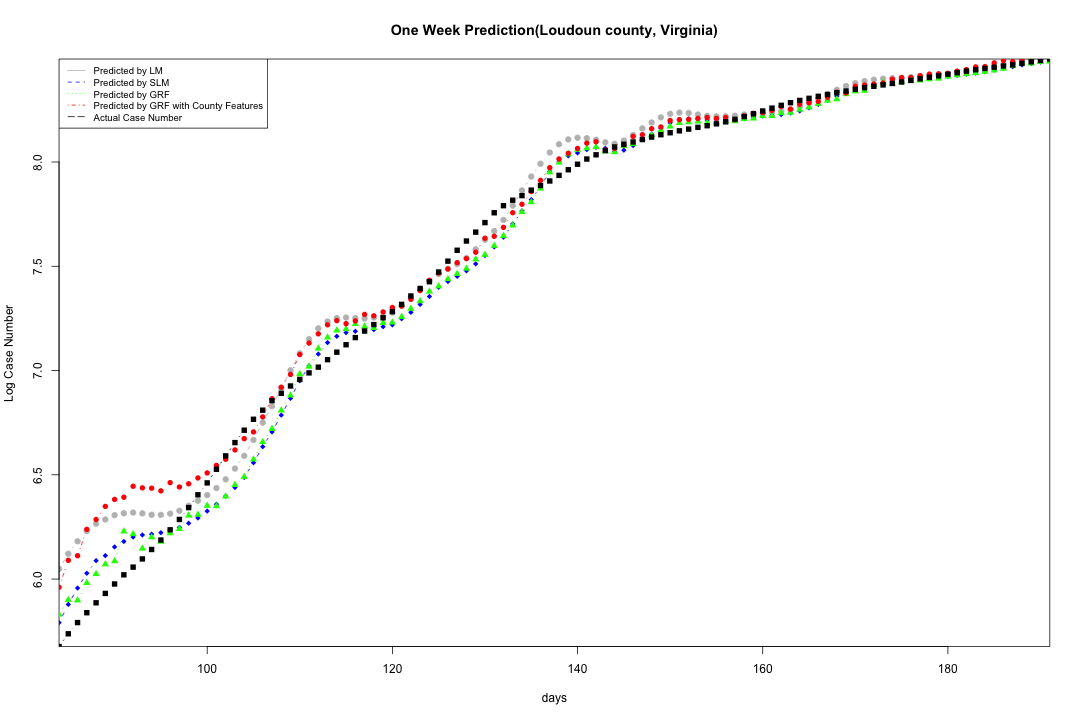 One Week Prediction(Loudoun county, Virginia)
Predicted by LM
Predicted by SLM
Predicted by GRF
Predicted by GRF with County Features
Actual Case Number
Log Case Number
8.0
7.5
7.0
6.5
6.0
100 120 140 160 180
days